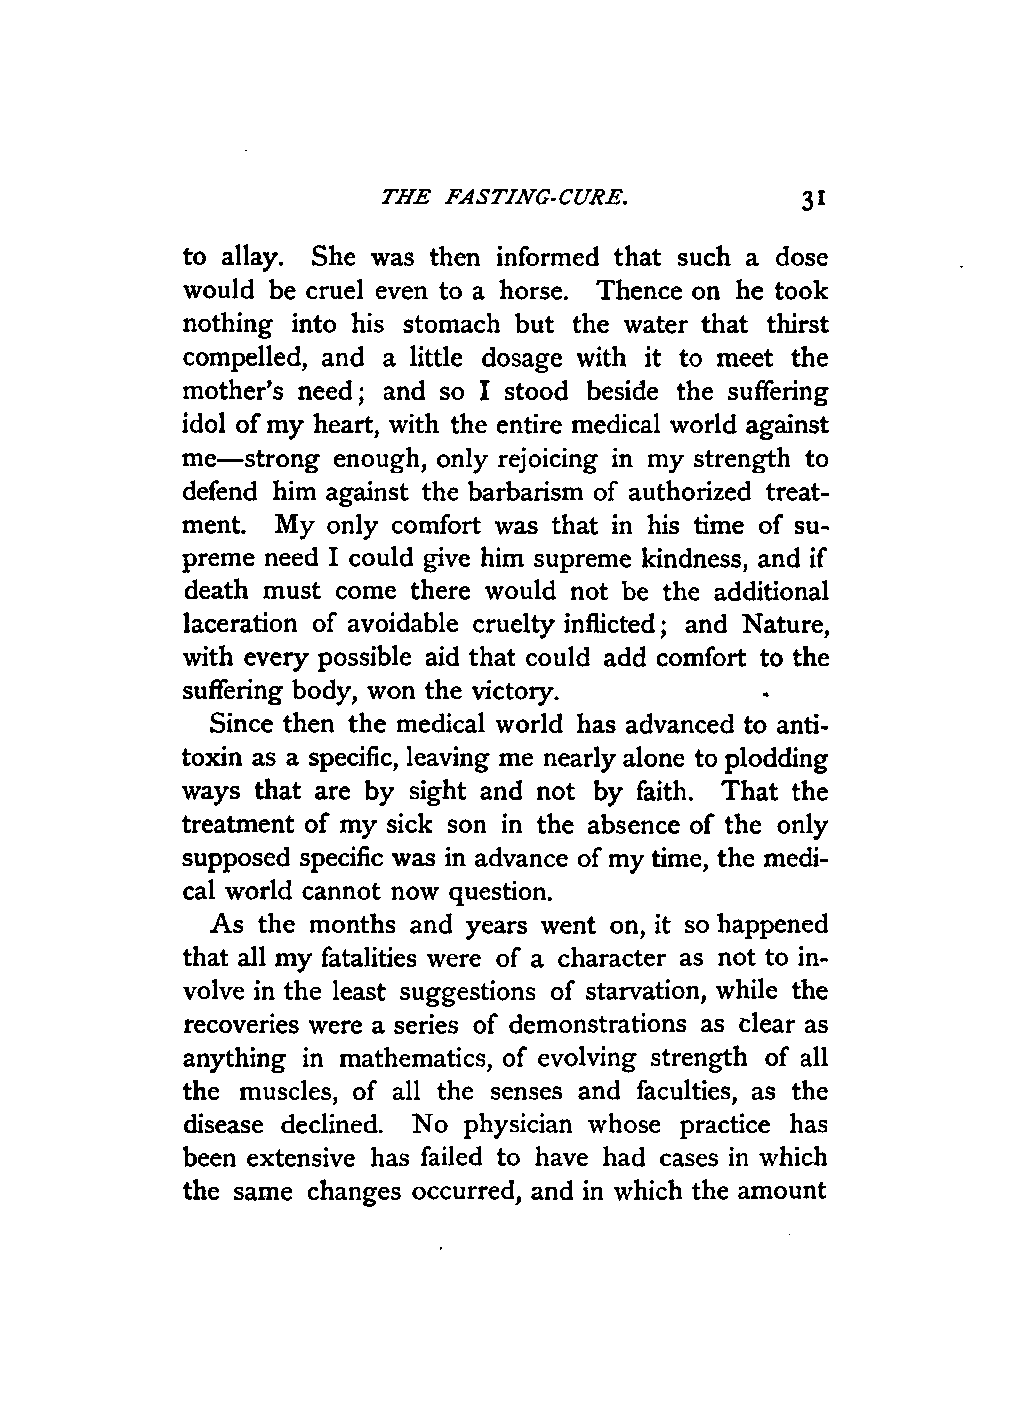 THE FASTING-CURE. 31
to allay. She was then informed that such a dose
would be cruel even to a horse. Thence on he took
nothing into his stomach but the water that thirst
compelled, and a little dosage with it to meet the
mother's need; and so I stood beside the suffering
idol of my heart, with the entire medical world against
me—strong enough, only rejoicing in my strength to
defend him against the barbarism of authorized treat-
ment. My only comfort was that in his time of su-
preme need I could give him supreme kindness, and if
death must come there would not be the additional
laceration of avoidable cruelty inflicted; and Nature,
with every possible aid that could add comfort to the
suffering body, won the victory.
Since then the medical world has advanced to anti-
toxin as a specific, leaving me nearly alone to plodding
ways that are by sight and not by faith. That the
treatment of my sick son in the absence of the only
supposed specific was in advance of my time, the medi-
cal world cannot now question.
As the months and years went on, it so happened
that all my fatalities were of a character as not to in-
volve in the least suggestions of starvation, while the
recoveries were a series of demonstrations as clear as
anything in mathematics, of evolving strength of all
the muscles, of all the senses and faculties, as the
disease declined. No physician whose practice has
been extensive has failed to have had cases in which
the same changes occurred, and in which the amount